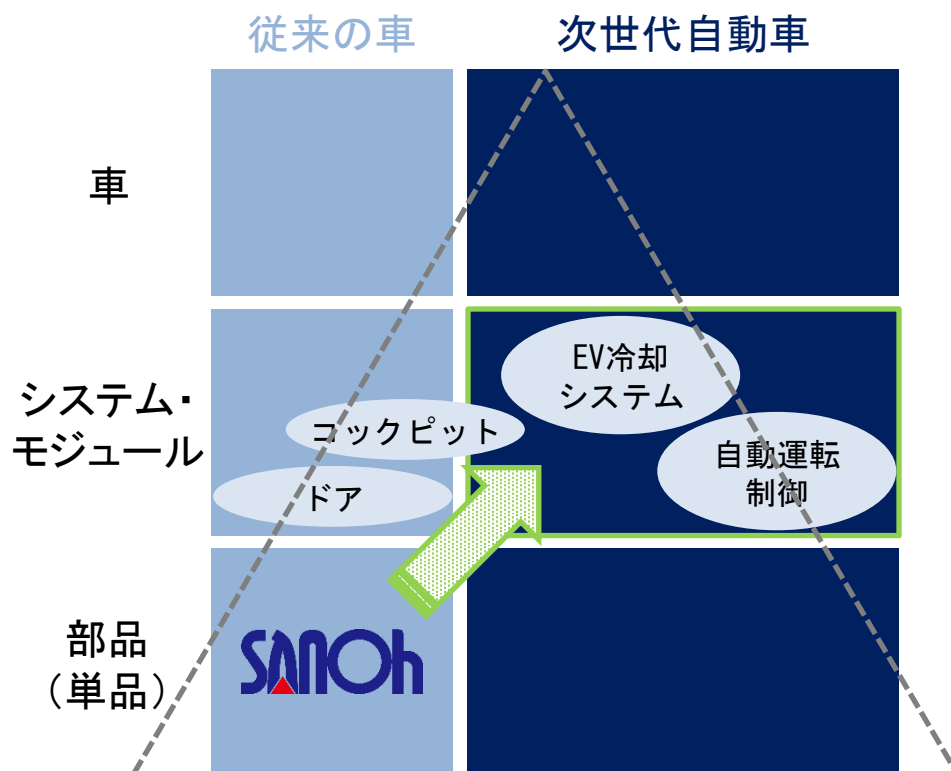 従来の車
次世代自動車
車
システム・
モジュール
EV冷却
システム
コックピット
自動運転
制御
ドア
部品
（単品）
SANOh